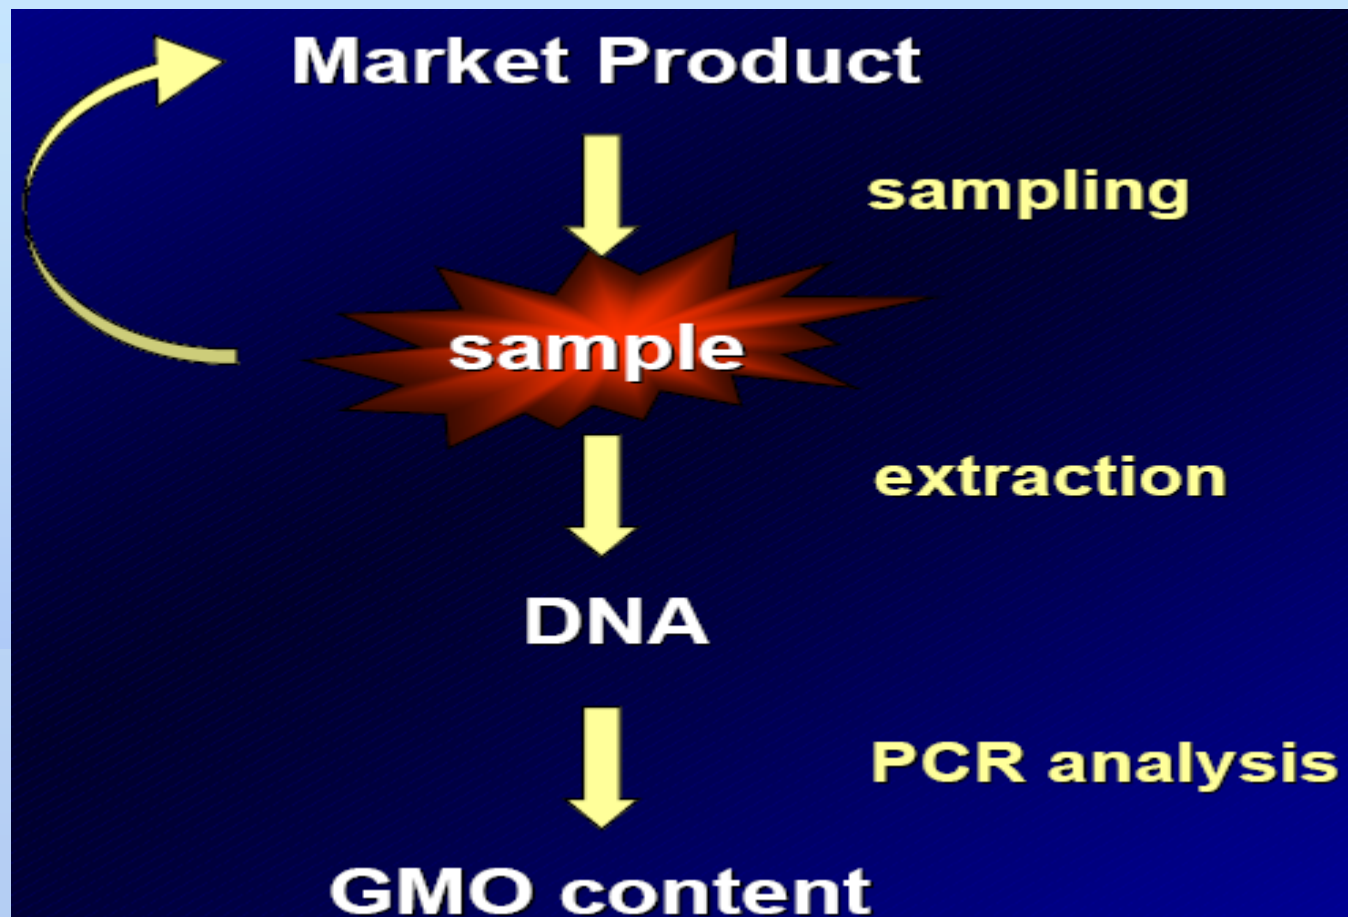 Market Product
sampling
sample
extraction
DNA
PCR analysis
GMO content